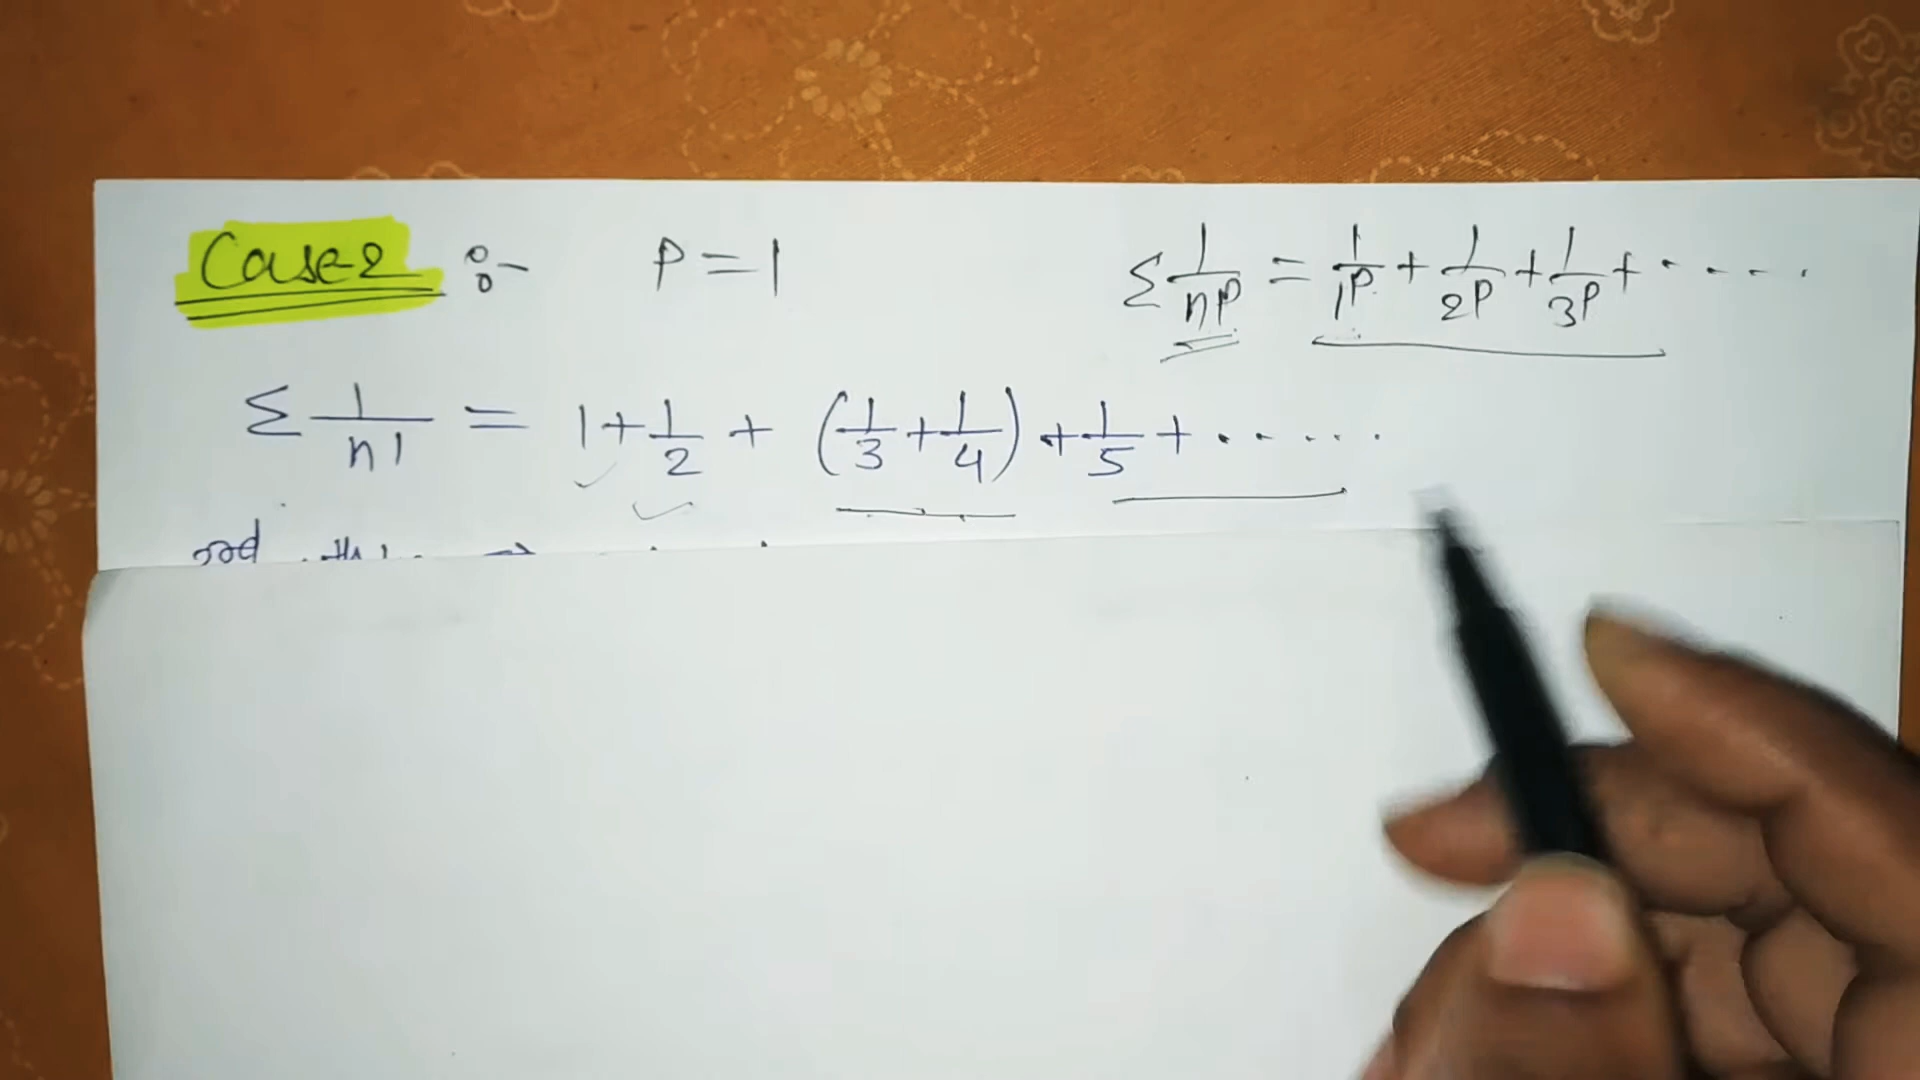 Case 2 :- P = 1
Σ 1/n^P = 1/1^P + 1/2^P + 1/3^P + ....
Σ 1/n^1 = 1 + 1/2 + (1/3 + 1/4) + 1/5 + .....